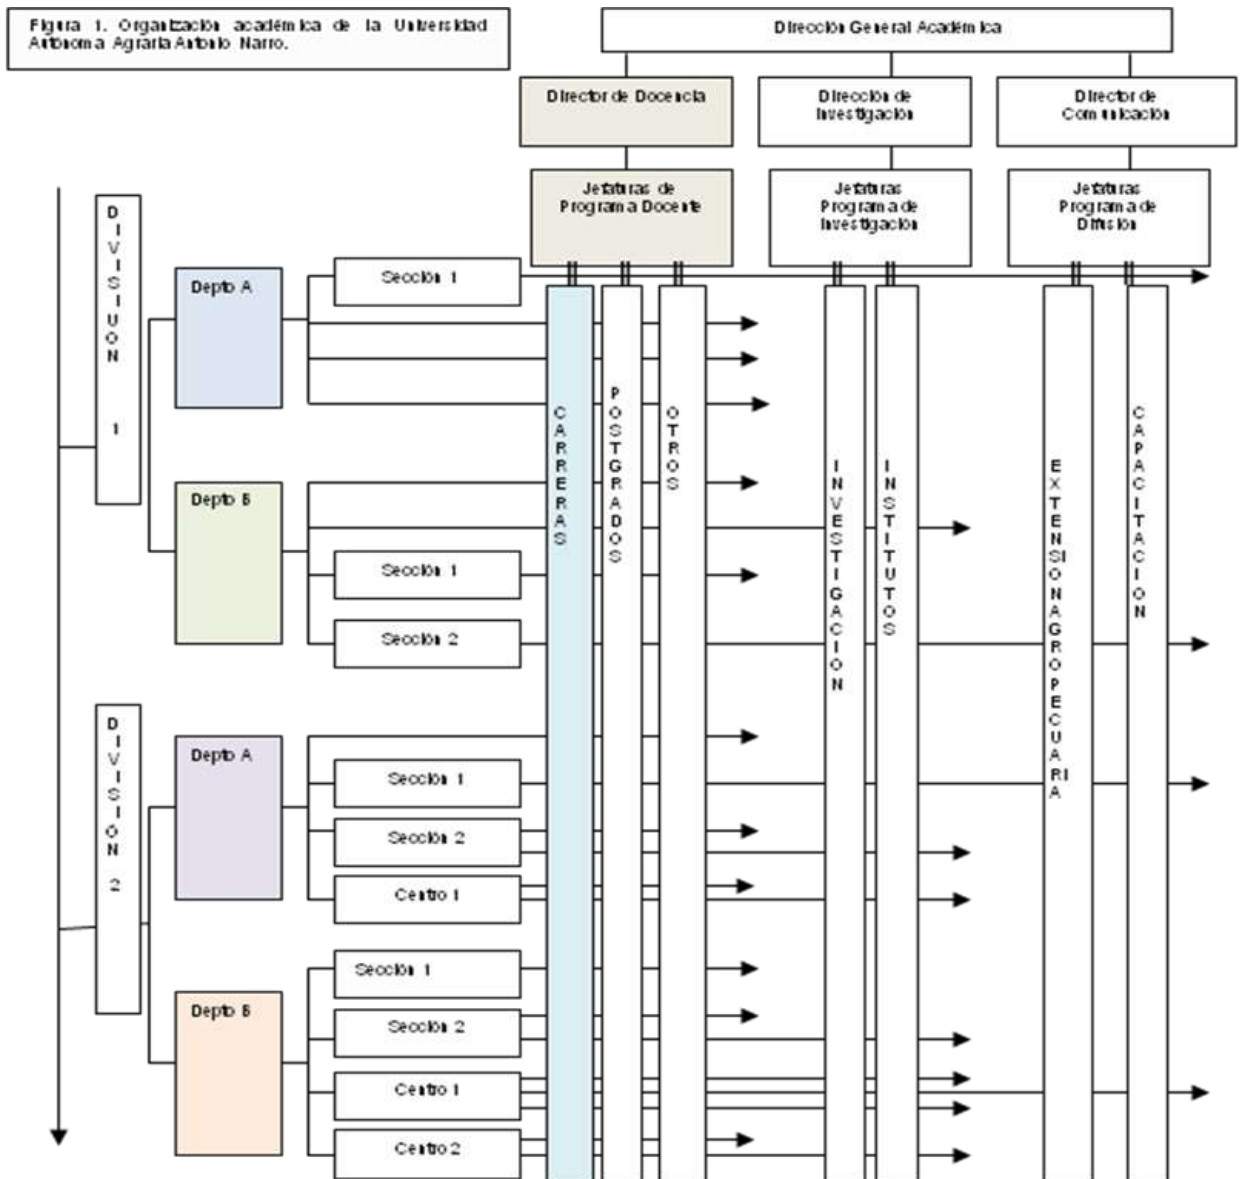 Figura 1. Organización académica de la Universidad
Autónoma Agraria Antonio Narro.
Dirección General Académica
Director de Docencia
Dirección de
Investigación
Director de
Comunicación
Jefaturas de
Programa Docente
Jefaturas
Programa de
Investigación
Jefaturas
Programa de
Difusión
DIVISIUON 1
Depto A
Sección 1
Depto B
Sección 1
Sección 2
DIVISION 2
Depto A
Sección 1
Sección 2
Centro 1
Depto B
Sección 1
Sección 2
Centro 1
Centro 2
CARRERAS
POSTGRADOS
OTROS
INVESTIGACION
INSTITUTOS
EXTENSIONAGROPECUARIA
CAPACITACION